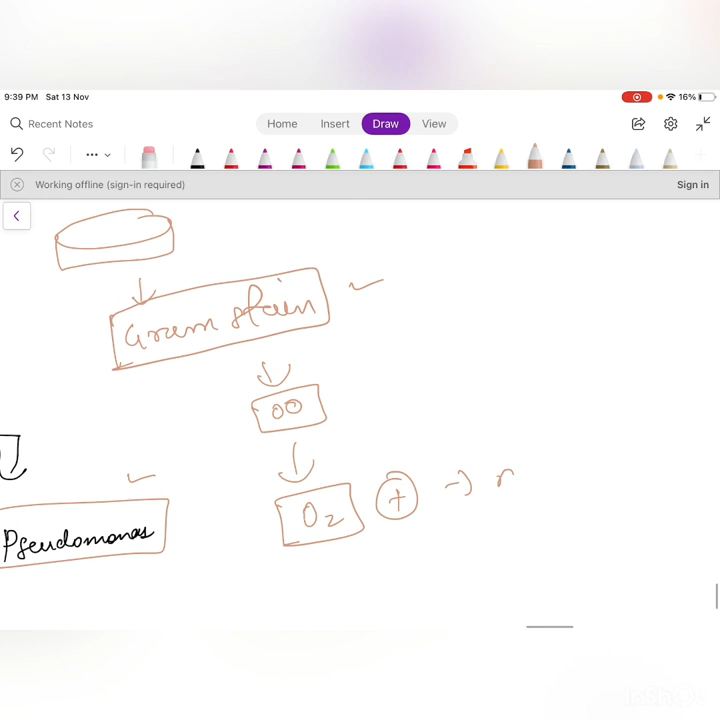 9:39 PM Sat 13 Nov
16%
Recent Notes
Home Insert Draw View
Working offline (sign-in required)
Sign in
Gram stain
00
O2 + → r
Pseudomonas